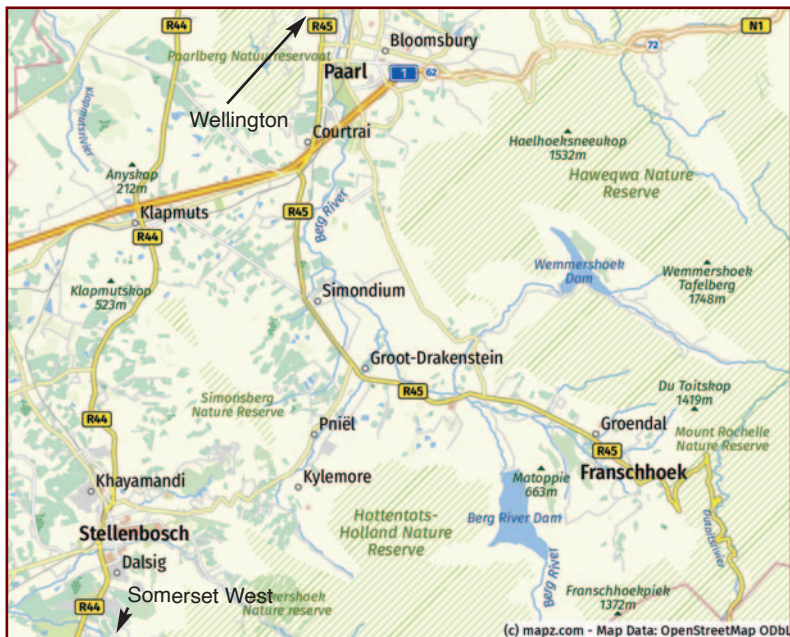 R44
R45
N1
72
Bloomsbury
Paarlberg Natuurreservaat
Paarl
1
62
Klapmutsrivier
Wellington
Courtrai
Haelhoeksneeukop
1532m
Anyskop
212m
Haweqwa Nature
Reserve
Klapmuts
R45
Berg River
R44
Wemmershoek
Dam
Wemmershoek
Tafelberg
1748m
Klapmutskop
523m
Simondium
Groot-Drakenstein
Simonsberg
Nature Reserve
R45
Du Toitskop
1419m
R44
Pniël
Groendal
Mount Rochelle
Nature Reserve
R45
Khayamandi
Kylemore
Matoppie
663m
Franschhoek
Hottentots-
Holland Nature
Reserve
Berg River Dam
Dutoitsrivier
Stellenbosch
Dalsig
Berg River
Somerset West
R44
ershoek
Nature reserve
Franschhoekpiek
1372m
(c) mapz.com - Map Data: OpenStreetMap ODbL